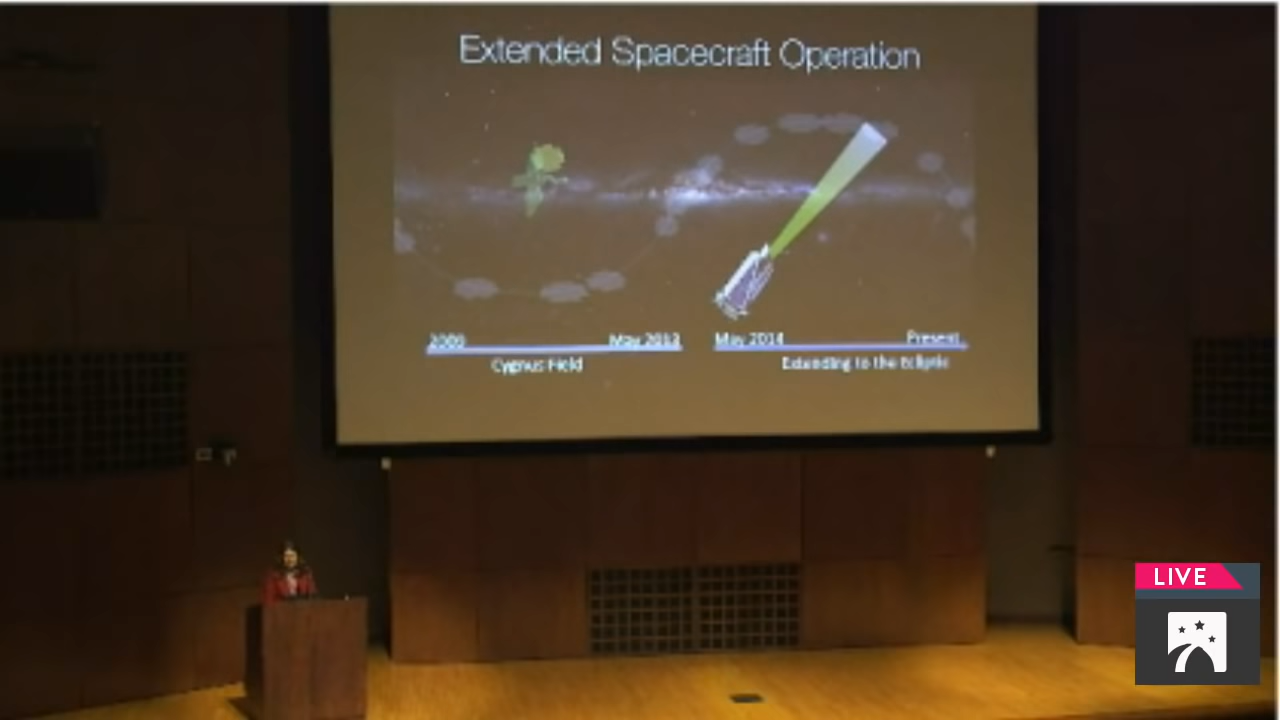 Extended Spacecraft Operation
2009 May 2013 May 2014 Present
Cygnus Field Extending to the Ecliptic
LIVE